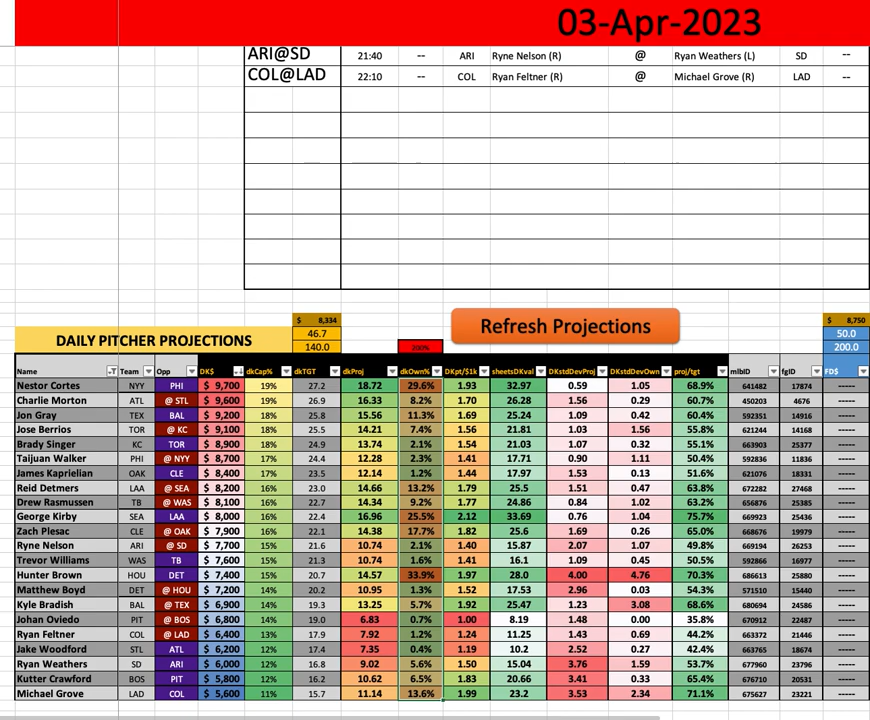 03-Apr-2023
ARI@SD 21:40 -- ARI Ryne Nelson (R) @ Ryan Weathers (L) SD --
COL@LAD 22:10 -- COL Ryan Feltner (R) @ Michael Grove (R) LAD --
$ 8,334 $ 8,750
DAILY PITCHER PROJECTIONS 46.7 Refresh Projections 50.0
140.0 200% 200.0
Name Team Opp DK$ dkCap% dkTGT dkProj dkOwn% DKpt/$1k sheetsDKval DKstdDevProj DKstdDevOwn proj/tgt mlbID fgID FD$
Nestor Cortes NYY PHI $ 9,700 19% 27.2 18.72 29.6% 1.93 32.97 0.59 1.05 68.9% 641482 17874 -----
Charlie Morton ATL @ STL $ 9,600 19% 26.9 16.33 8.2% 1.70 26.28 1.56 0.29 60.7% 450203 4676 -----
Jon Gray TEX BAL $ 9,200 18% 25.8 15.56 11.3% 1.69 25.24 1.09 0.42 60.4% 592351 14916 -----
Jose Berrios TOR @ KC $ 9,100 18% 25.5 14.21 7.4% 1.56 21.81 1.03 1.56 55.8% 621244 14168 -----
Brady Singer KC TOR $ 8,900 18% 24.9 13.74 2.1% 1.54 21.03 1.07 0.32 55.1% 663903 25377 -----
Taijuan Walker PHI @ NYY $ 8,700 17% 24.4 12.28 2.3% 1.41 17.71 0.90 1.11 50.4% 592836 11836 -----
James Kaprielian OAK CLE $ 8,400 17% 23.5 12.14 1.2% 1.44 17.97 1.53 0.13 51.6% 621076 18331 -----
Reid Detmers LAA @ SEA $ 8,200 16% 23.0 14.66 13.2% 1.79 25.5 1.51 0.47 63.8% 672282 27468 -----
Drew Rasmussen TB @ WAS $ 8,100 16% 22.7 14.34 9.2% 1.77 24.86 0.84 1.02 63.2% 656876 25385 -----
George Kirby SEA LAA $ 8,000 16% 22.4 16.96 25.5% 2.12 33.69 0.76 1.04 75.7% 669923 25436 -----
Zach Plesac CLE @ OAK $ 7,900 16% 22.1 14.38 17.7% 1.82 25.6 1.69 0.26 65.0% 668676 19979 -----
Ryne Nelson ARI @ SD $ 7,700 15% 21.6 10.74 2.1% 1.40 15.87 2.07 1.07 49.8% 669194 26253 -----
Trevor Williams WAS TB $ 7,600 15% 21.3 10.74 1.6% 1.41 16.1 1.09 0.45 50.5% 592866 16977 -----
Hunter Brown HOU DET $ 7,400 15% 20.7 14.57 33.9% 1.97 28.0 4.00 4.76 70.3% 686613 25880 -----
Matthew Boyd DET @ HOU $ 7,200 14% 20.2 10.95 1.3% 1.52 17.53 2.96 0.03 54.3% 571510 15440 -----
Kyle Bradish BAL @ TEX $ 6,900 14% 19.3 13.25 5.7% 1.92 25.47 1.23 3.08 68.6% 680694 24586 -----
Johan Oviedo PIT @ BOS $ 6,800 14% 19.0 6.83 0.7% 1.00 8.19 1.48 0.00 35.8% 670912 22487 -----
Ryan Feltner COL @ LAD $ 6,400 13% 17.9 7.92 1.2% 1.24 11.25 1.43 0.69 44.2% 663372 21446 -----
Jake Woodford STL ATL $ 6,200 12% 17.4 7.35 0.4% 1.19 10.2 2.52 0.27 42.4% 663765 18674 -----
Ryan Weathers SD ARI $ 6,000 12% 16.8 9.02 5.6% 1.50 15.04 3.76 1.59 53.7% 677960 23796 -----
Kutter Crawford BOS PIT $ 5,800 12% 16.2 10.62 6.5% 1.83 20.66 3.41 0.33 65.4% 676710 20531 -----
Michael Grove LAD COL $ 5,600 11% 15.7 11.14 13.6% 1.99 23.2 3.53 2.34 71.1% 675627 23221 -----